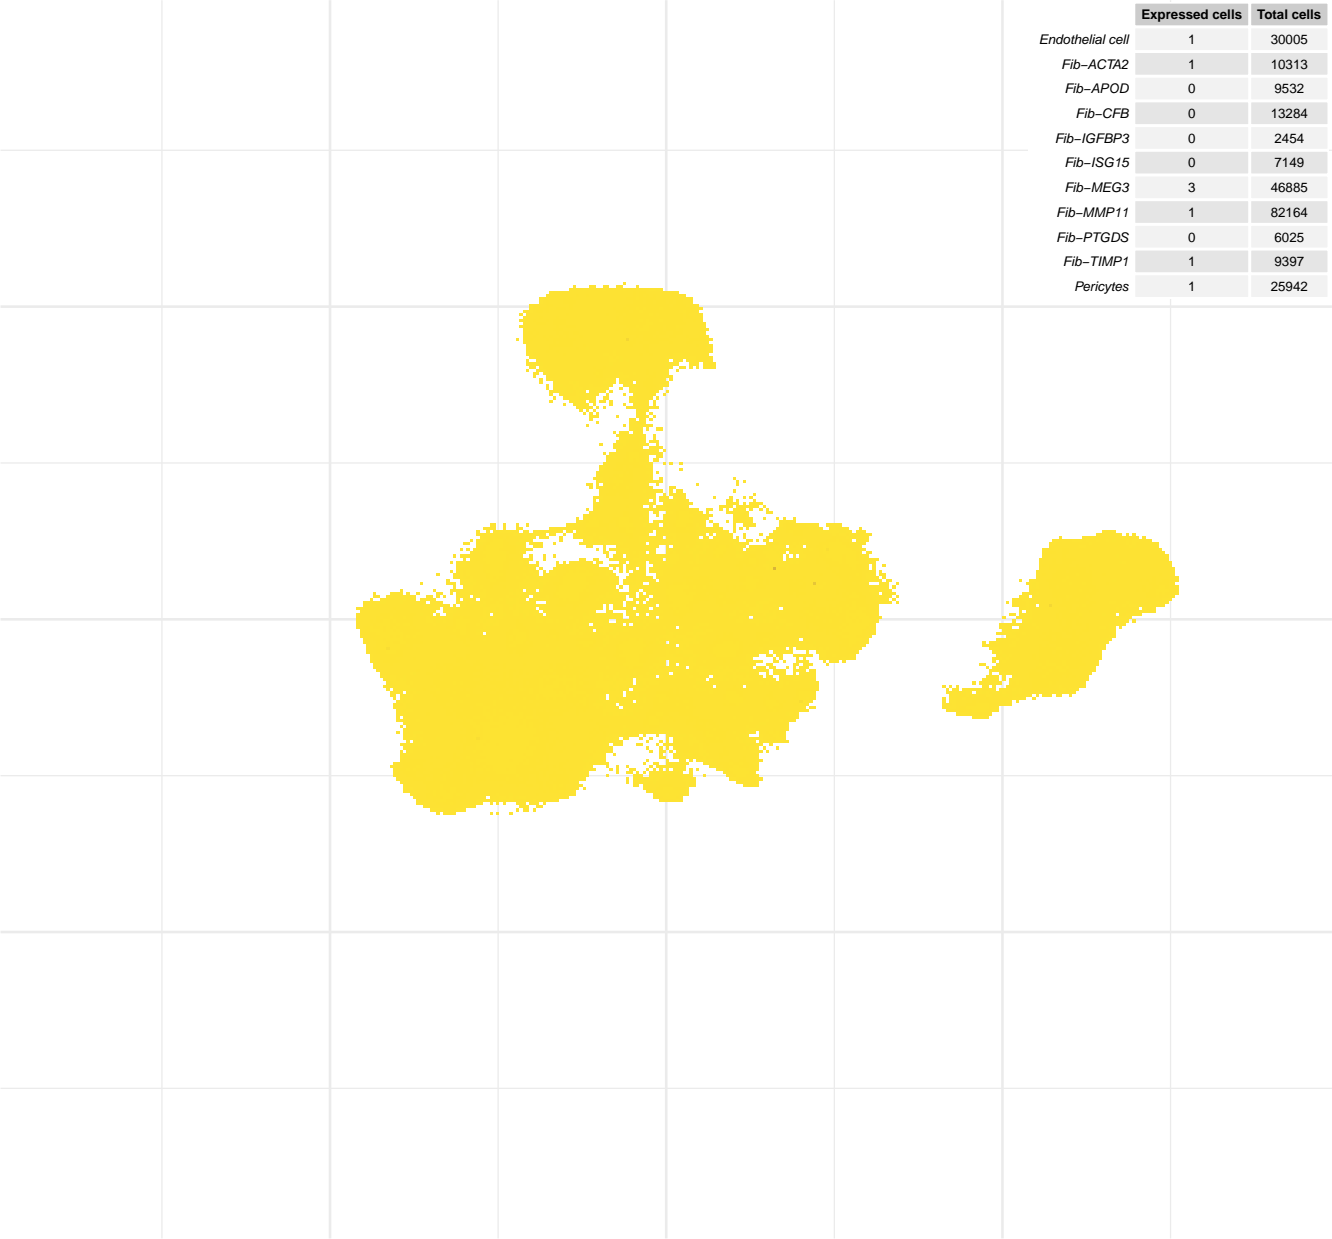 Expressed cells Total cells
Endothelial cell 1 30005
Fib−ACTA2 1 10313
Fib−APOD 0 9532
Fib−CFB 0 13284
Fib−IGFBP3 0 2454
Fib−ISG15 0 7149
Fib−MEG3 3 46885
Fib−MMP11 1 82164
Fib−PTGDS 0 6025
Fib−TIMP1 1 9397
Pericytes 1 25942